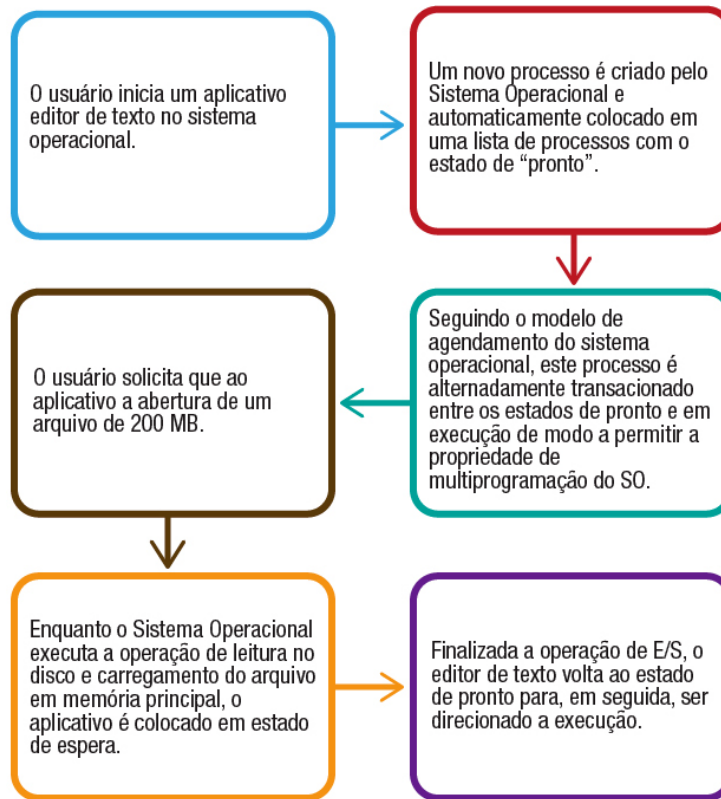 O usuário inicia um aplicativo
editor de texto no sistema
operacional.
Um novo processo é criado pelo
Sistema Operacional e
automaticamente colocado em
uma lista de processos com o
estado de “pronto”.
Seguindo o modelo de
agendamento do sistema
operacional, este processo é
alternadamente transacionado
entre os estados de pronto e em
execução de modo a permitir a
propriedade de
multiprogramação do SO.
O usuário solicita que ao
aplicativo a abertura de um
arquivo de 200 MB.
Enquanto o Sistema Operacional
executa a operação de leitura no
disco e carregamento do arquivo
em memória principal, o
aplicativo é colocado em estado
de espera.
Finalizada a operação de E/S, o
editor de texto volta ao estado
de pronto para, em seguida, ser
direcionado a execução.